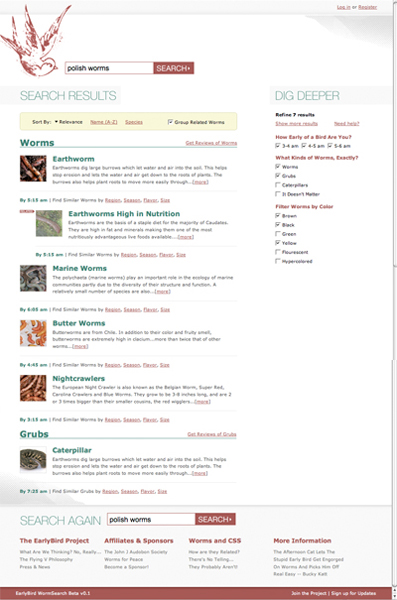 Log in or Register
polish worms SEARCH
SEARCH RESULTS
Sort By: Relevance Name (A-Z) Species Group Related Worms
Worms Get Reviews of Worms
Earthworm
Earthworms dig large burrows which let water and air into the soil. This helps
stop erosion and lets the water and air get down to the roots of plants. The
burrows also helps plant roots to move more easily through...[more]
By 5:15 am | Find Similar Worms by Region, Season, Flavor, Size
Earthworms High in Nutrition
Earthworms are the basis of a staple diet for the majority of Caudates.
They are high in fat and minerals making them one of the most
nutritiously advantageous live foods available....[more]
By 5:15 am | Find Similar Worms by Region, Season, Flavor, Size
Marine Worms
The polychaeta (marine worms) play an important role in the ecology of marine
communities partly due to the diversity of their structure and function. A
relatively small number of species are also...[more]
By 6:05 am | Find Similar Worms by Region, Season, Flavor, Size
Butter Worms
Butterworms are from Chile. In addition to their color and fruity smell,
butterworms are extremely high in clacium...more than twice that of other
worms...[more]
By 4:45 am | Find Similar Worms by Region, Season, Flavor, Size
Nightcrawlers
The European Night Crawler is also known as the Belgian Worm, Super Red,
Caroline Crawlers and Blue Worms. They grow to be 3-8 inches long, and are 2
or 3 times bigger than their smaller cousins, the red wigglers...[more]
By 3:15 am | Find Similar Worms by Region, Season, Flavor, Size
Grubs Get Reviews of Grubs
Caterpillar
Earthworms dig large burrows which let water and air into the soil. This helps
stop erosion and lets the water and air get down to the roots of plants. The
burrows also helps plant roots to move more easily through...[more]
By 7:25 am | Find Similar Grubs by Region, Season, Flavor, Size
DIG DEEPER
Refine 7 results
Show more results Need help?
How Early of a Bird Are You?
3-4 am 4-5 am 5-6 am
What Kinds of Worms, Exactly?
Worms
Grubs
Caterpillars
It Doesn't Matter
Filter Worms by Color
Brown
Black
Green
Yellow
Flourescent
Hypercolored
SEARCH AGAIN polish worms SEARCH
The EarlyBird Project
What Are We Thinking? No, Really...
The Flying V Philosophy
Press & News
Affiliates & Sponsors
The John J Audubon Society
Worms for Peace
Become a Sponsor!
Worms and CSS
How are they Related?
There's No Telling...
They Probably Aren't!
More Information
The Afternoon Cat Lets The
Stupid Early Bird Get Engorged
On Worms And Picks Him Off
Real Easy -- Bucky Katt
EarlyBird WormSearch Beta v0.1 Join the Project | Sign up for Updates